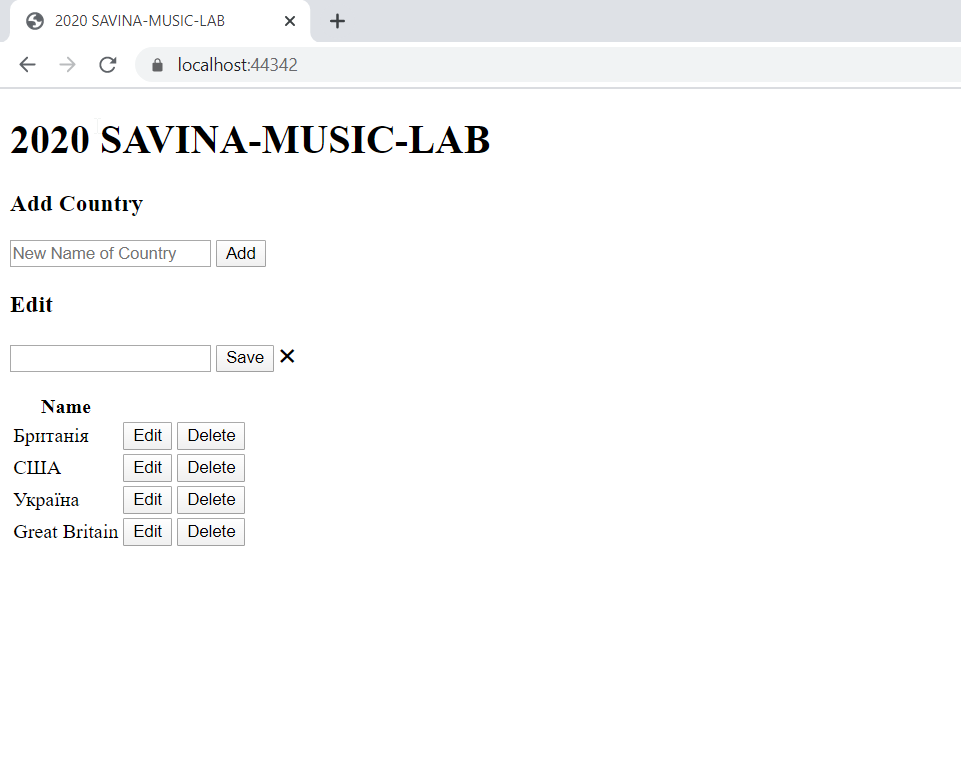 2020 SAVINA-MUSIC-LAB
localhost:44342
2020 SAVINA-MUSIC-LAB
Add Country
New Name of Country Add
Edit
Save ✕
Name
Британія Edit Delete
США Edit Delete
Україна Edit Delete
Great Britain Edit Delete